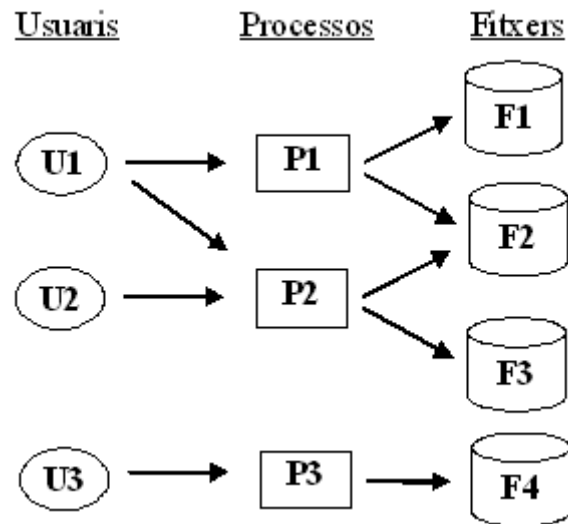 Usuaris Processos Fitxers
F1
U1 P1
F2
U2 P2
F3
U3 P3 F4